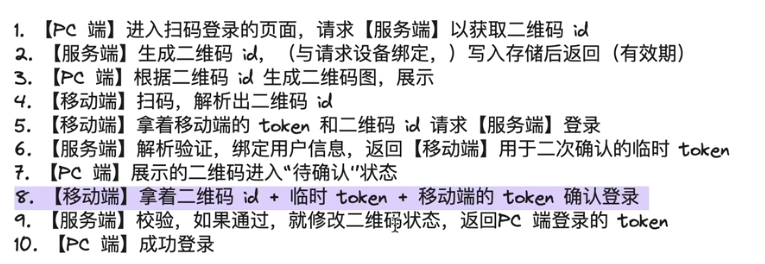 1. 【PC 端】进入扫码登录的页面，请求【服务端】以获取二维码 id
2. 【服务端】生成二维码 id，（与请求设备绑定，）写入存储后返回（有效期）
3. 【PC 端】根据二维码 id 生成二维码图，展示
4. 【移动端】扫码，解析出二维码 id
5. 【移动端】拿着移动端的 token 和二维码 id 请求【服务端】登录
6. 【服务端】解析验证，绑定用户信息，返回【移动端】用于二次确认的临时 token
7. 【PC 端】展示的二维码进入“待确认”状态
8. 【移动端】拿着二维码 id + 临时 token + 移动端的 token 确认登录
9. 【服务端】校验，如果通过，就修改二维码状态，返回PC 端登录的 token
10. 【PC 端】成功登录